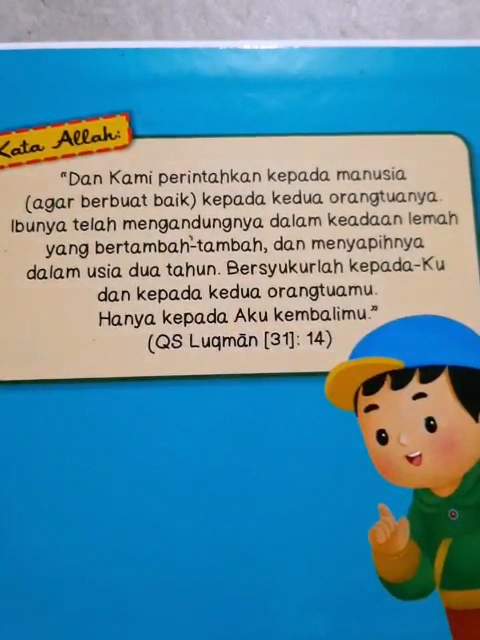 Kata Allah:
"Dan Kami perintahkan kepada manusia
(agar berbuat baik) kepada kedua orangtuanya.
Ibunya telah mengandungnya dalam keadaan lemah
yang bertambah-tambah, dan menyapihnya
dalam usia dua tahun. Bersyukurlah kepada-Ku
dan kepada kedua orangtuamu.
Hanya kepada Aku kembalimu."
(QS Luqmān [31]: 14)